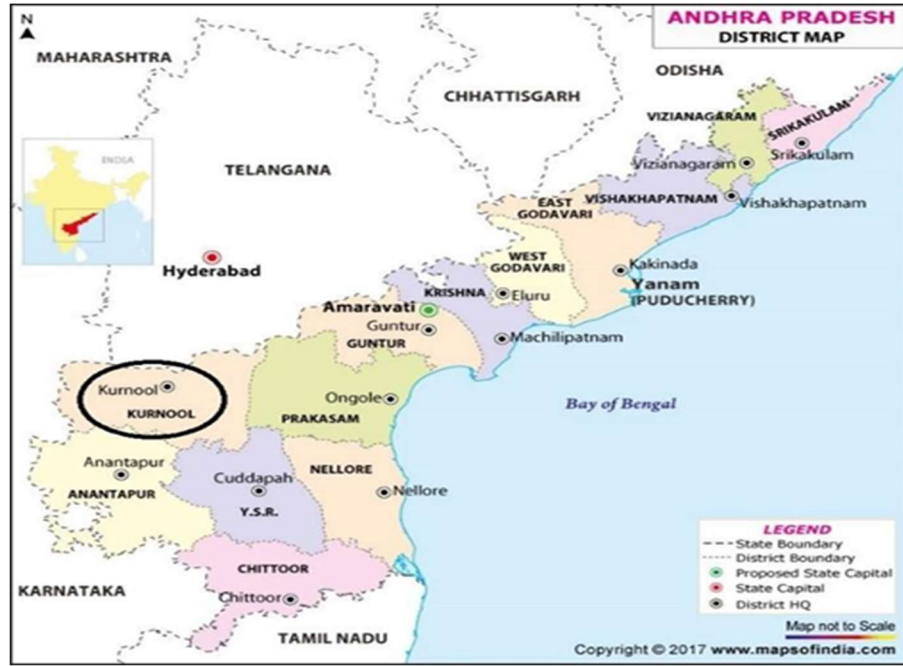 ANDHRA PRADESH
DISTRICT MAP
N
MAHARASHTRA
ODISHA
CHHATTISGARH
VIZIANAGARAM
SRIKAKULAM
Srikakulam
Vizianagaram
INDIA
TELANGANA
VISHAKHAPATNAM
Vishakhapatnam
EAST
GODAVARI
WEST
GODAVARI
Hyderabad
Kakinada
Yanam
(PUDUCHERRY)
KRISHNA
Eluru
Amaravati
Guntur
GUNTUR
Machilipatnam
Kurnool
KURNOOL
Ongole
PRAKASAM
Bay of Bengal
Anantapur
ANANTAPUR
Cuddapah
Y.S.R.
NELLORE
Nellore
LEGEND
State Boundary
District Boundary
Proposed State Capital
State Capital
District HQ
CHITTOOR
Chittoor
KARNATAKA
TAMIL NADU
Map not to Scale
Copyright © 2017 www.mapsofindia.com